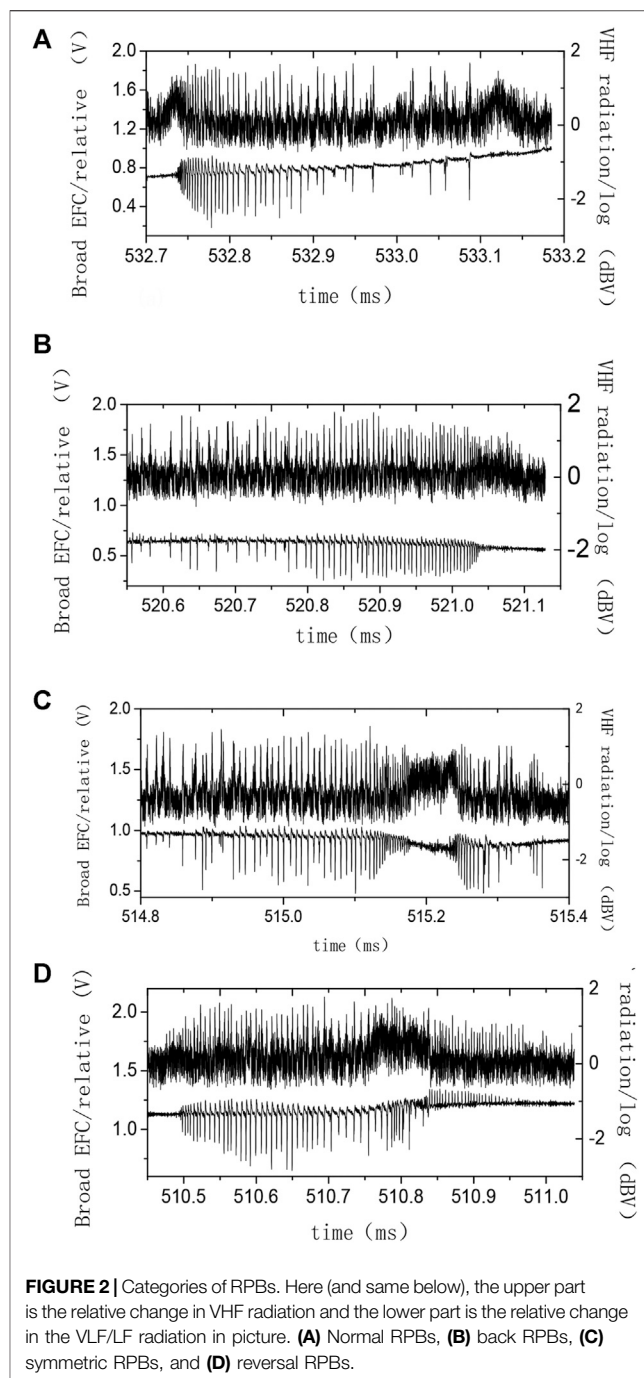 A
Broad EFC/relative (V)
2.0
1.6
1.2
0.8
0.4
2
0
-2
VHF radiation/log (dBV)
532.7 532.8 532.9 533.0 533.1 533.2
time (ms)
B
Broad EFC/relative (V)
2.0
1.5
1.0
0.5
2
0
-2
VHF radiation/log (dBV)
520.6 520.7 520.8 520.9 521.0 521.1
time (ms)
C
Broad EFC/relative (V)
2.0
1.5
1.0
0.5
2
0
-2
VHF radiation/log (dBV)
514.8 515.0 515.2 515.4
time (ms)
D
Broad EFC/relative (V)
2.0
1.5
1.0
2
0
-2
radiation/log (dBV)
510.5 510.6 510.7 510.8 510.9 511.0
time (ms)
FIGURE 2 | Categories of RPBs. Here (and same below), the upper part
is the relative change in VHF radiation and the lower part is the relative change
in the VLF/LF radiation in picture. (A) Normal RPBs, (B) back RPBs, (C)
symmetric RPBs, and (D) reversal RPBs.